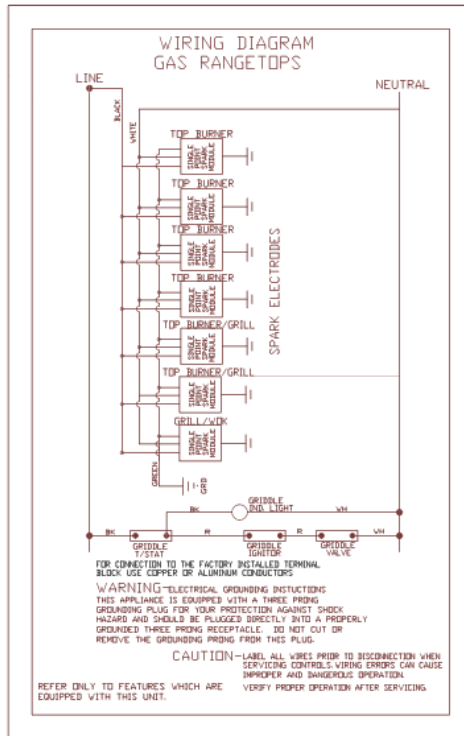 WIRING DIAGRAM
GAS RANGETOPS
LINE
NEUTRAL
BLACK
WHITE
TOP BURNER
SINGLE
POINT
SPARK
MODULE
TOP BURNER
SINGLE
POINT
SPARK
MODULE
TOP BURNER
SINGLE
POINT
SPARK
MODULE
TOP BURNER
SINGLE
POINT
SPARK
MODULE
TOP BURNER/GRILL
SINGLE
POINT
SPARK
MODULE
TOP BURNER/GRILL
SINGLE
POINT
SPARK
MODULE
GRILL/WOK
SINGLE
POINT
SPARK
MODULE
SPARK ELECTRODES
GREEN
GRD
BK
GRIDDLE
IND. LIGHT
WH
BK
R
R
WH
GRIDDLE
T/STAT
GRIDDLE
IGNITOR
GRIDDLE
VALVE
FOR CONNECTION TO THE FACTORY INSTALLED TERMINAL
BLOCK USE COPPER OR ALUMINUM CONDUCTORS
WARNING-ELECTRICAL GROUNDING INSTUCTIONS
THIS APPLIANCE IS EQUIPPED WITH A THREE PRONG
GROUNDING PLUG FOR YOUR PROTECTION AGAINST SHOCK
HAZARD AND SHOULD BE PLUGGED DIRECTLY INTO A PROPERLY
GROUNDED THREE PRONG RECEPTACLE. DO NOT CUT OR
REMOVE THE GROUNDING PRONG FROM THIS PLUG.
CAUTION-LABEL ALL WIRES PRIOR TO DISCONNECTION WHEN
SERVICING CONTROLS. WIRING ERRORS CAN CAUSE
IMPROPER AND DANGEROUS OPERATION.
VERIFY PROPER OPERATION AFTER SERVICING.
REFER ONLY TO FEATURES WHICH ARE
EQUIPPED WITH THIS UNIT.